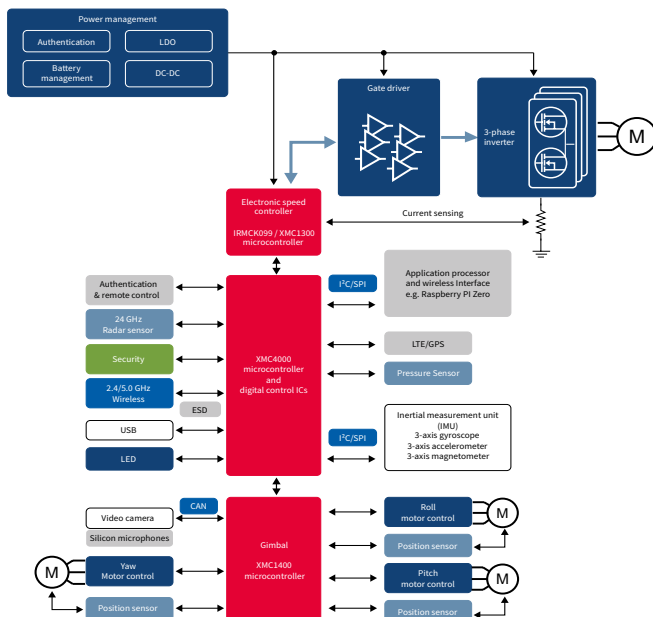 Power management
Authentication
LDO
Battery
management
DC-DC
Gate driver
3-phase
inverter
M
Electronic speed
controller
IRMCK099 / XMC1300
microcontroller
Current sensing
Authentication
& remote control
24 GHz
Radar sensor
Security
2.4/5.0 GHz
Wireless
ESD
USB
LED
XMC4000
microcontroller
and
digital control ICs
I²C/SPI
Application processor
and wireless Interface
e.g. Raspberry PI Zero
LTE/GPS
Pressure Sensor
I²C/SPI
Inertial measurement unit
(IMU)
3-axis gyroscope
3-axis accelerometer
3-axis magnetometer
CAN
Video camera
Silicon microphones
M
Yaw
Motor control
Position sensor
Gimbal
XMC1400
microcontroller
Roll
motor control
M
Position sensor
Pitch
motor control
M
Position sensor